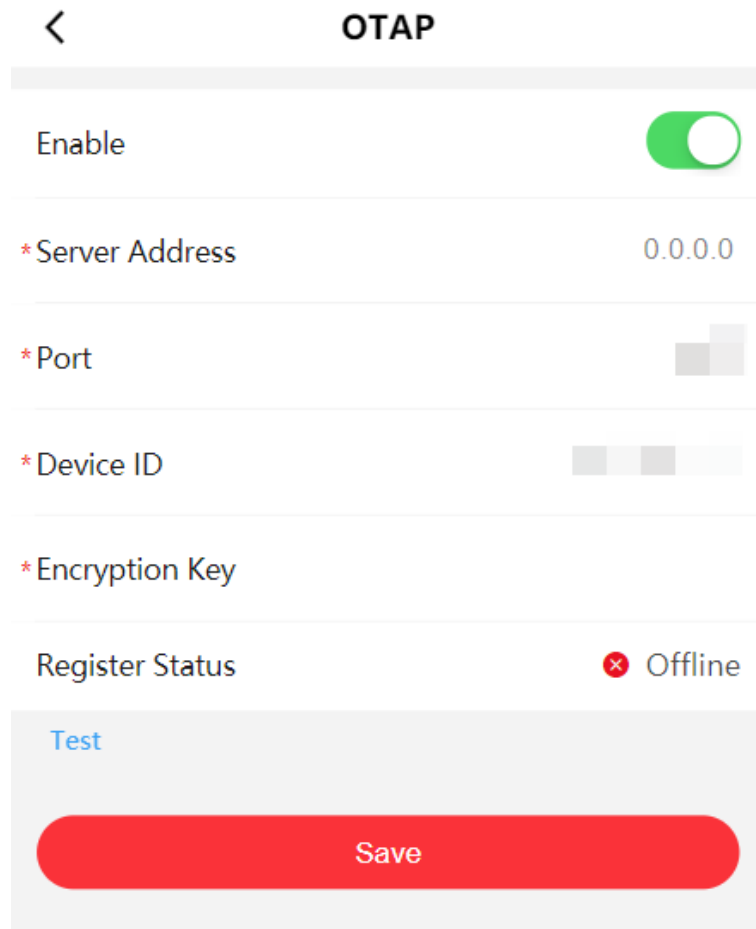 OTAP
Enable
*Server Address 0.0.0.0
*Port
*Device ID
*Encryption Key
Register Status Offline
Test
Save